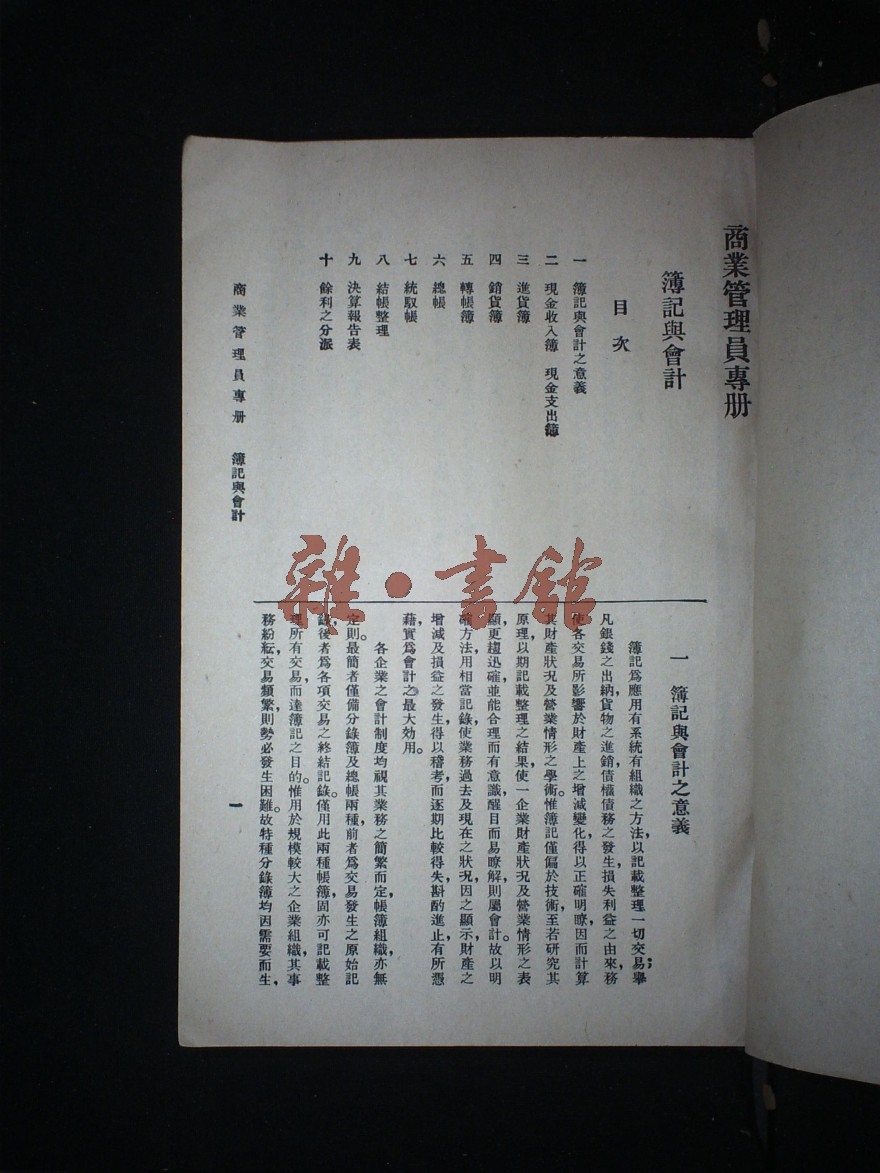 商業管理員專册
簿記與會計
目次
一 簿記與會計之意義
二 現金收入簿 現金支出簿
三 進貨簿
四 銷貨簿
五 轉帳簿
六 總帳
七 統馭帳
八 結帳整理
九 決算報告表
十 餘利之分派
商業管理員專册 簿記與會計
一 簿記與會計之意義
簿記爲應用有系統有組織之方法,以記載整理一切交易;舉
凡銀錢之出納貨物之進銷債權債務之發生,損失利益之由來,務
使各交易所影響於財產上之增減變化,得以正確明瞭,因而計算
其財產狀況及營業情形之學術。惟簿記僅偏於技術,至若研究其
原理,以期記載整理之結果,使一企業財產狀況及營業情形之表
顯更趨迅確,並能合理而有意識,醒目而易瞭解,則屬會計。故以明
確方法,用相當記錄,使業務過去及現在之狀況,因之顯示,財產之
增減及損益之發生,得以稽考,而逐期比較得失,斟酌進止,有所憑
藉,實爲會計之最大效用。
各企業之會計制度,均視其業務之簡繁而定,帳簿組織,亦無
定則。最簡者僅備分錄簿及總帳兩種,前者爲交易發生之原始記
錄,後者爲各項交易之終結記錄。僅用此兩種帳簿,固亦可記載整
理所有交易,而達簿記之目的。惟用於規模較大之企業組織,其事
務紛紜,交易類繁,則勢必發生困難。故特種分錄簿均因需要而生,
一
雜·書館